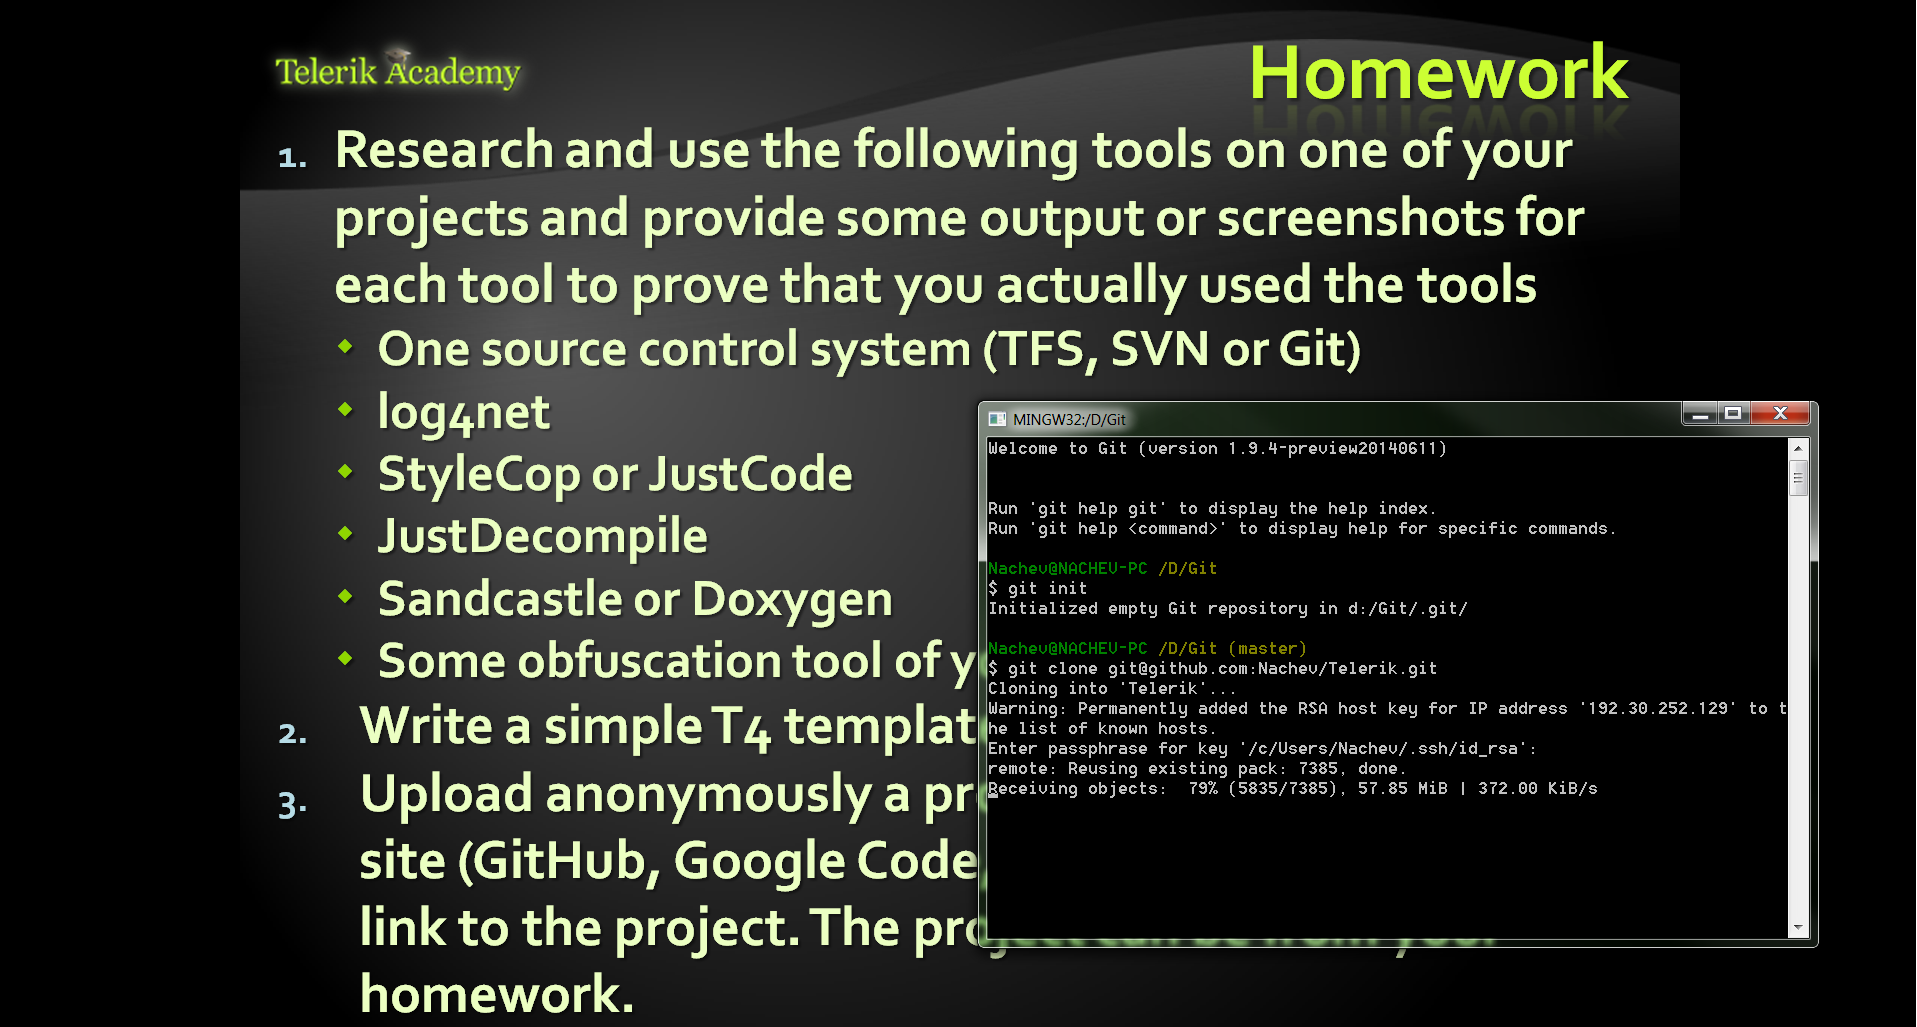 Telerik Academy
Homework
1. Research and use the following tools on one of your
projects and provide some output or screenshots for
each tool to prove that you actually used the tools
One source control system (TFS, SVN or Git)
log4net
StyleCop or JustCode
JustDecompile
Sandcastle or Doxygen
Some obfuscation tool of
2. Write a simple T4
3. Upload anonymously a
site (GitHub, Google Code
link to the project. The
homework.
MINGW32:/D/Git
Welcome to Git (version 1.9.4-preview20140611)
Run 'git help git' to display the help index.
Run 'git help <command>' to display help for specific commands.
Nachev@NACHEV-PC /D/Git
$ git init
Initialized empty Git repository in d:/Git/.git/
Nachev@NACHEV-PC /D/Git (master)
$ git clone git@github.com:Nachev/Telerik.git
Cloning into 'Telerik'...
Warning: Permanently added the RSA host key for IP address '192.30.252.129' to t
he list of known hosts.
Enter passphrase for key '/c/Users/Nachev/.ssh/id_rsa':
remote: Reusing existing pack: 7385, done.
Receiving objects:  79% (5835/7385), 57.85 MiB | 372.00 KiB/s